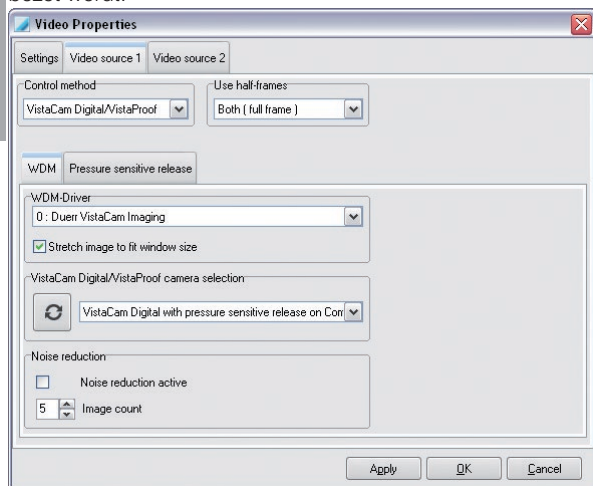 Video Properties
Settings Video source 1 Video source 2
Control method Use half-frames
VistaCam Digital/VistaProof Both ( full frame )
WDM Pressure sensitive release
WDM-Driver
0 : Duerr VistaCam Imaging
Stretch image to fit window size
VistaCam Digital/VistaProof camera selection
VistaCam Digital with pressure sensitive release on Com
Noise reduction
Noise reduction active
5 Image count
Apply OK Cancel